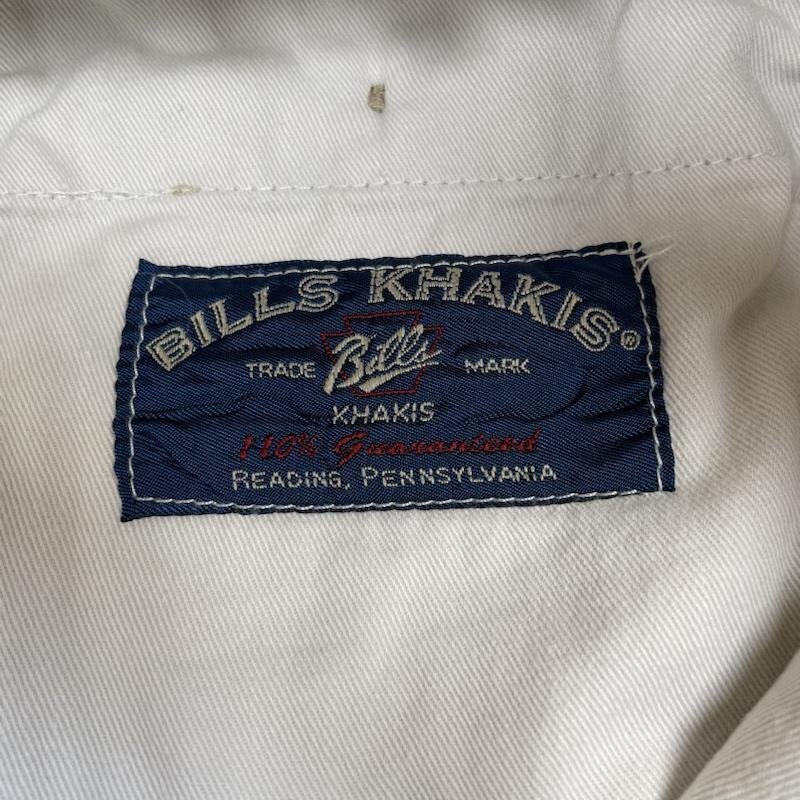 BILLS KHAKIS®
TRADE Bills MARK
KHAKIS
110% Guaranteed
READING, PENNSYLVANIA